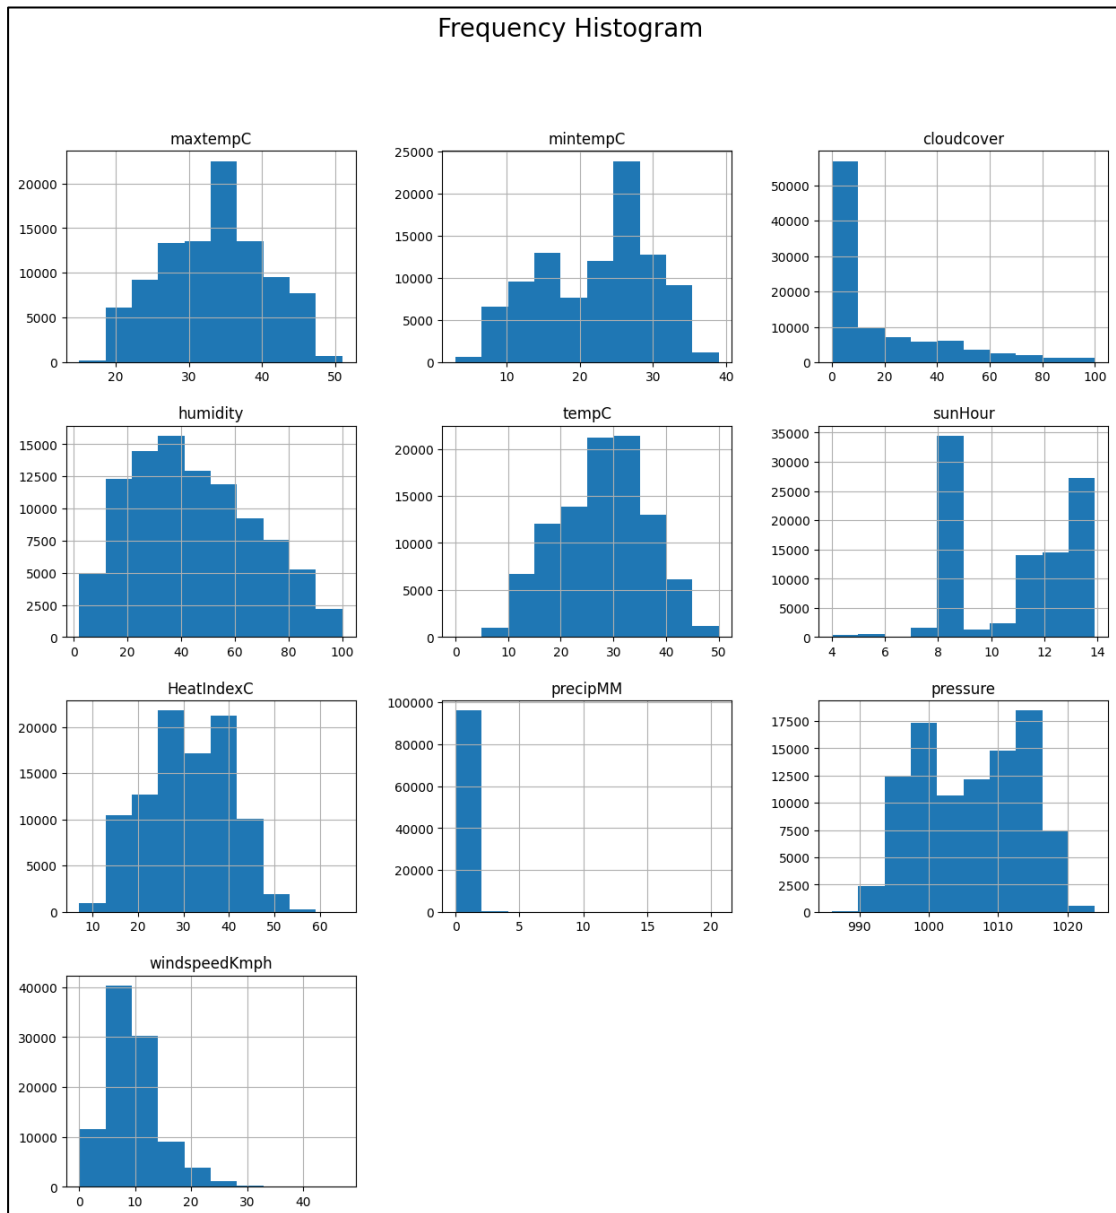 Frequency Histogram
maxtempC
20000
15000
10000
5000
0
20 30 40 50
mintempC
25000
20000
15000
10000
5000
0
10 20 30 40
cloudcover
50000
40000
30000
20000
10000
0
0 20 40 60 80 100
humidity
15000
12500
10000
7500
5000
2500
0
20 40 60 80 100
tempC
20000
15000
10000
5000
0
0 10 20 30 40 50
sunHour
35000
30000
25000
20000
15000
10000
5000
0
4 6 8 10 12 14
HeatIndexC
20000
15000
10000
5000
0
10 20 30 40 50 60
precipMM
100000
80000
60000
40000
20000
0
0 5 10 15 20
pressure
17500
15000
12500
10000
7500
5000
2500
0
990 1000 1010 1020
windspeedKmph
40000
30000
20000
10000
0
0 10 20 30 40